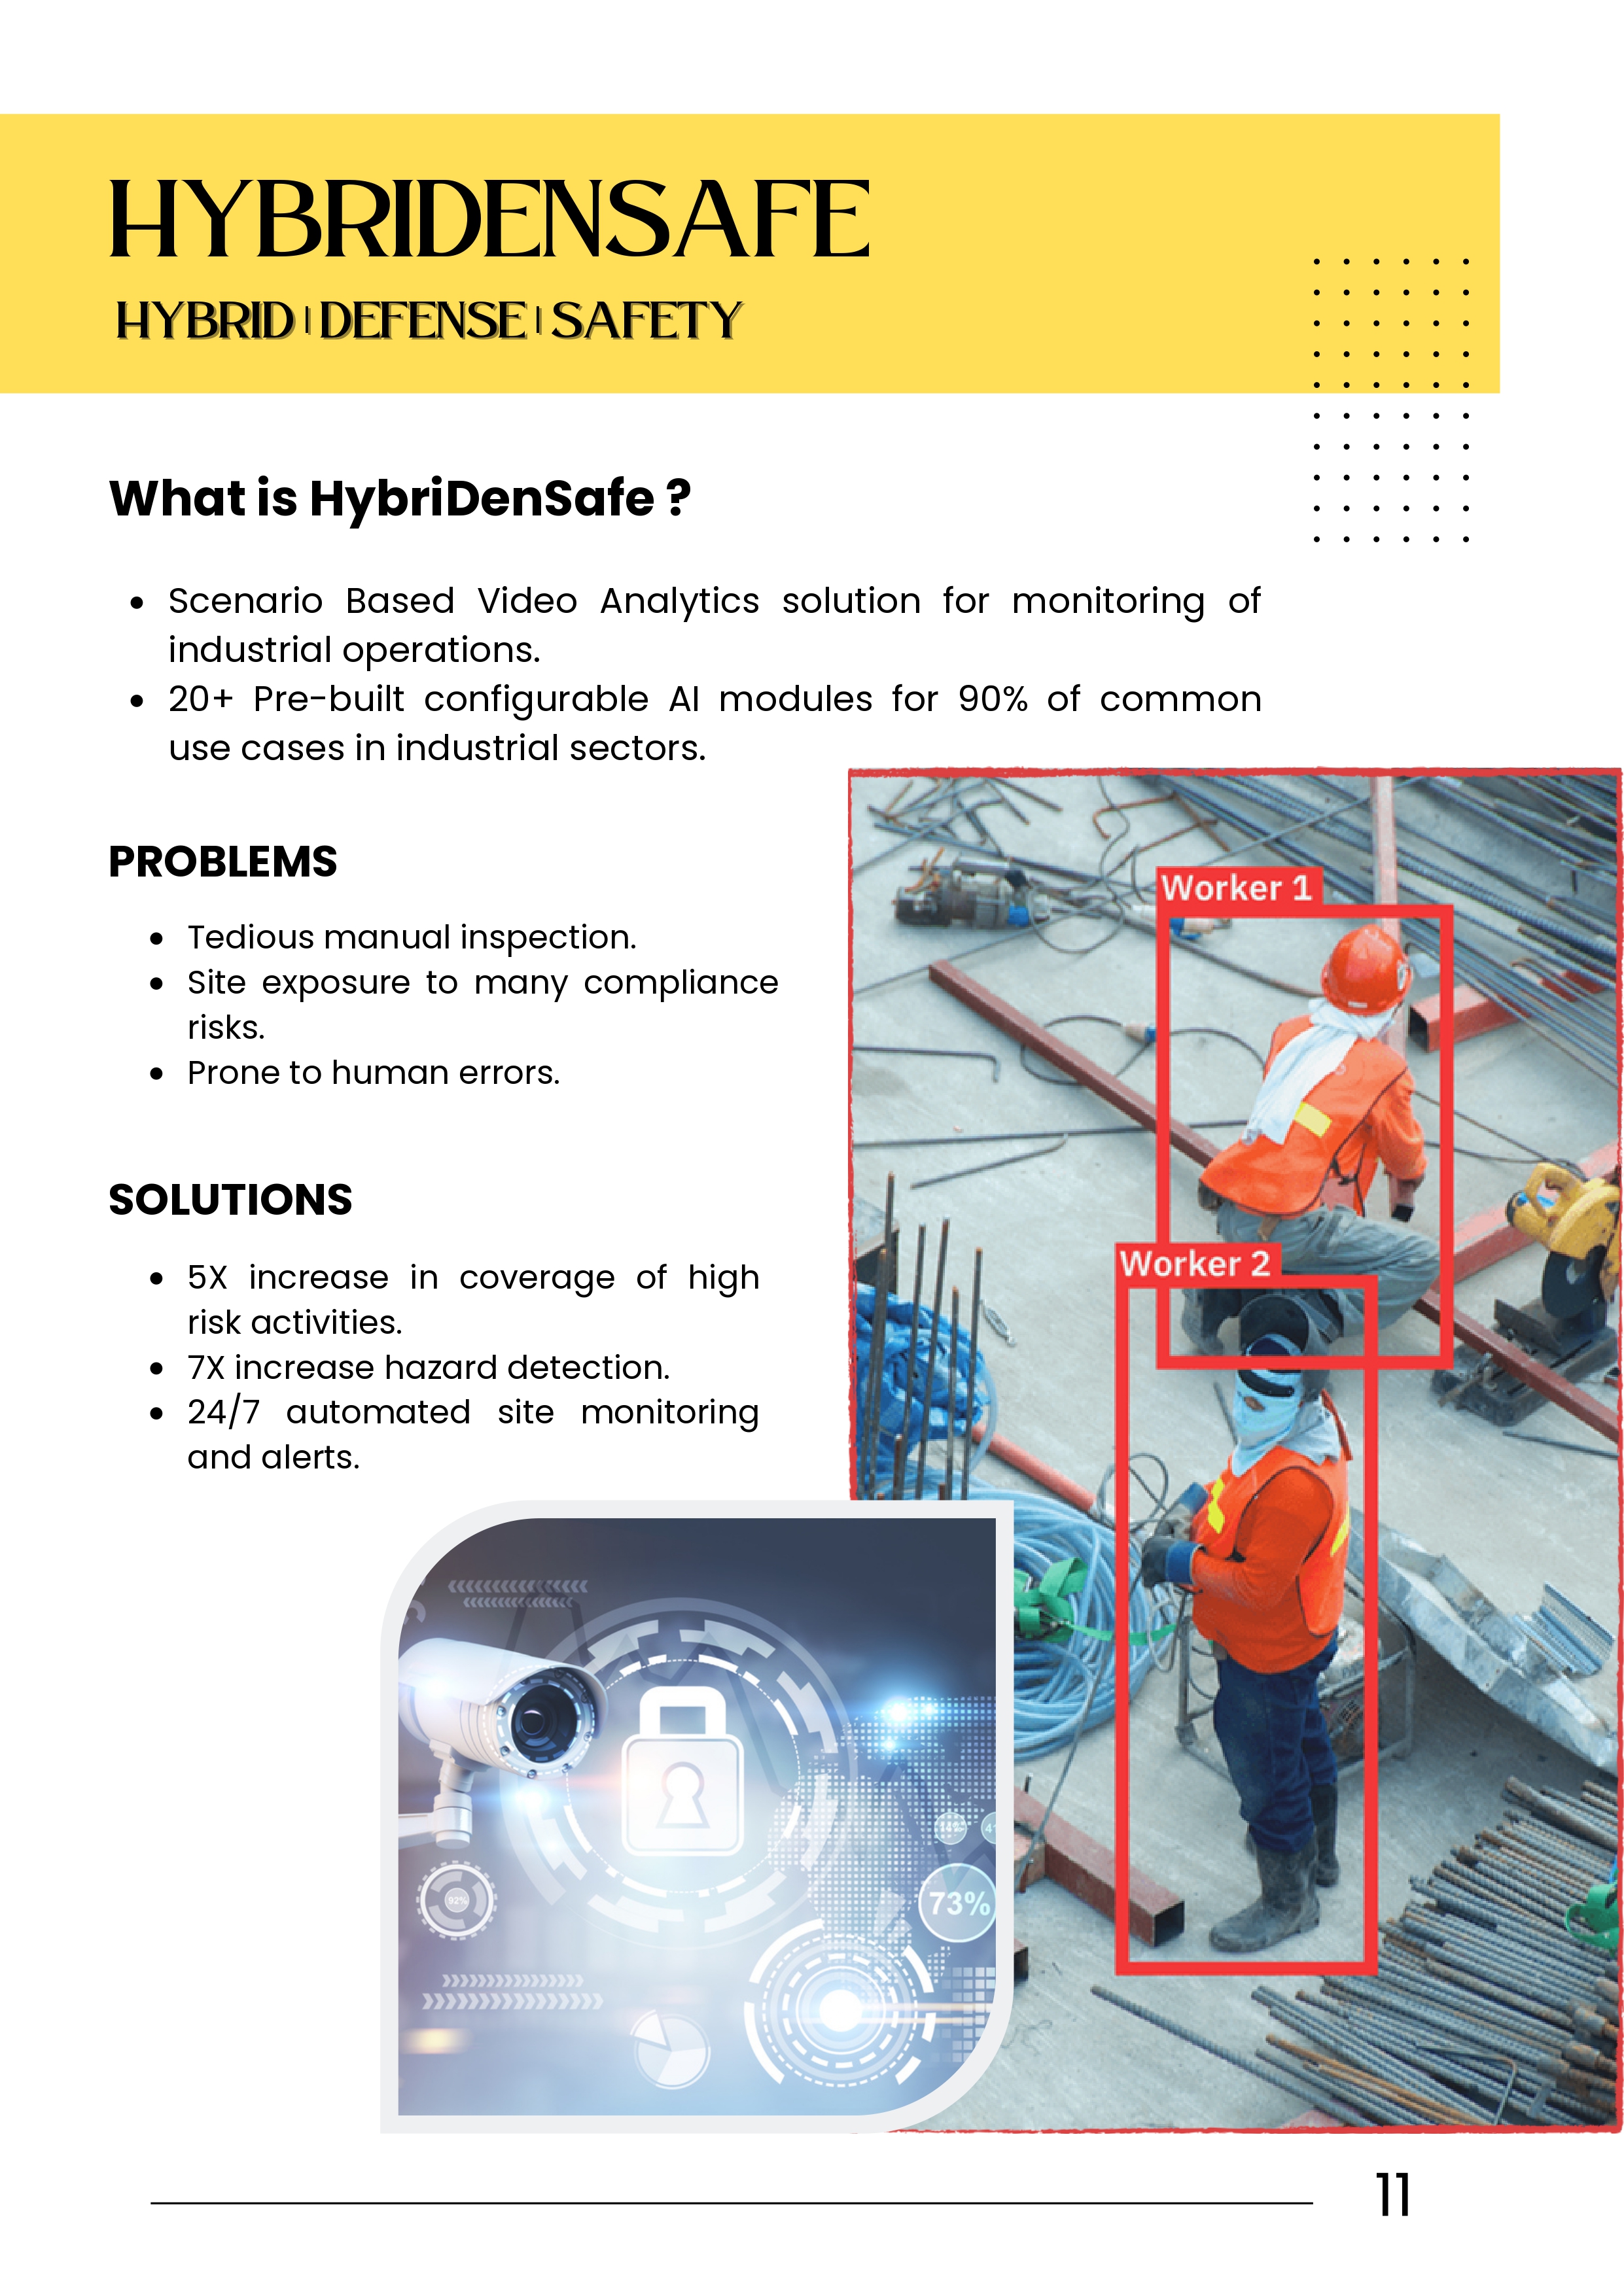 HYBRIDENSAFE
HYBRID | DEFENSE | SAFETY
What is HybriDenSafe ?
• Scenario Based Video Analytics solution for monitoring of
industrial operations.
• 20+ Pre-built configurable AI modules for 90% of common
use cases in industrial sectors.
PROBLEMS
• Tedious manual inspection.
• Site exposure to many compliance
risks.
• Prone to human errors.
SOLUTIONS
• 5X increase in coverage of high
risk activities.
• 7X increase hazard detection.
• 24/7 automated site monitoring
and alerts.
Worker 1
Worker 2
92%
73%
11